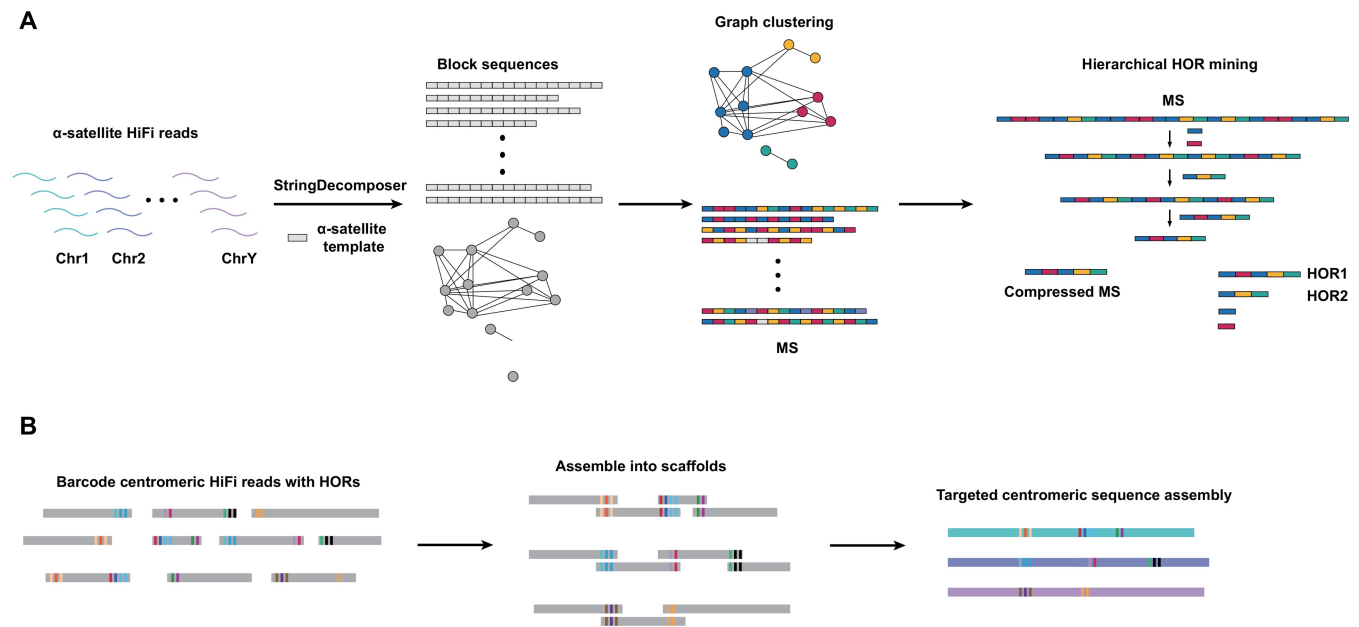 A
Graph clustering
Block sequences
Hierarchical HOR mining
MS
α-satellite HiFi reads
StringDecomposer
α-satellite
template
Chr1 Chr2 ChrY
Compressed MS
HOR1
HOR2
MS
B
Barcode centromeric HiFi reads with HORs
Assemble into scaffolds
Targeted centromeric sequence assembly